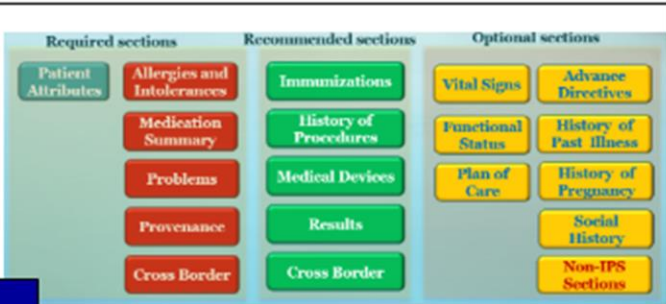 Required sections
Patient
Attributes
Allergies and
Intolerances
Medication
Summary
Problems
Provenance
Cross Border
Recommended sections
Immunizations
History of
Procedures
Medical Devices
Results
Cross Border
Optional sections
Vital Signs
Functional
Status
Plan of
Care
Advance
Directives
History of
Past Illness
History of
Pregnancy
Social
History
Non-IPS
Sections